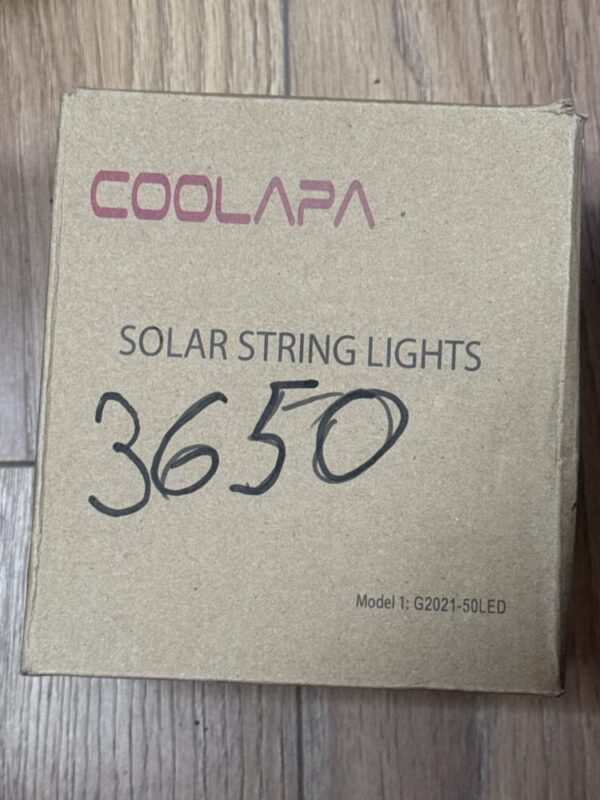 COOLAPA
SOLAR STRING LIGHTS
3650
Model 1: G2021-50LED